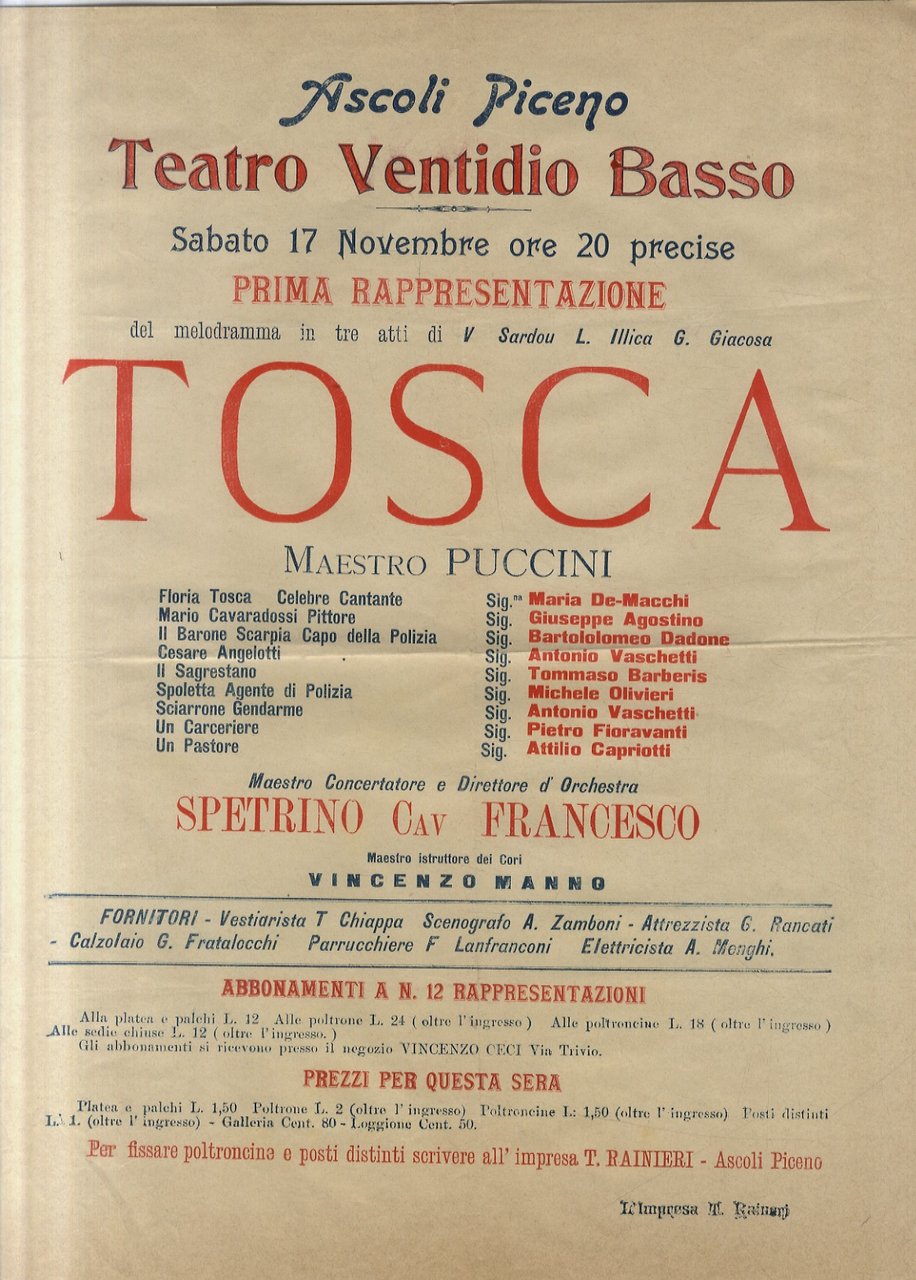 Ascoli Piceno
Teatro Ventidio Basso
Sabato 17 Novembre ore 20 precise
PRIMA RAPPRESENTAZIONE
del melodramma in tre atti di V Sardou L. Illica G. Giacosa
TOSCA
MAESTRO PUCCINI
Floria Tosca Celebre Cantante Sig.na Maria De-Macchi
Mario Cavaradossi Pittore Sig. Giuseppe Agostino
Il Barone Scarpia Capo della Polizia Sig. Bartololomeo Dadone
Cesare Angelotti Sig. Antonio Vaschetti
Il Sagrestano Sig. Tommaso Barberis
Spoletta Agente di Polizia Sig. Michele Olivieri
Sciarrone Gendarme Sig. Antonio Vaschetti
Un Carceriere Sig. Pietro Fioravanti
Un Pastore Sig. Attilio Capriotti
Maestro Concertatore e Direttore d' Orchestra
SPETRINO CAV FRANCESCO
Maestro istruttore dei Cori
VINCENZO MANNO
FORNITORI - Vestiarista T Chiappa Scenografo A. Zamboni - Attrezzista G. Rancati
- Calzolaio G. Fratalocchi Parrucchiere F Lanfranconi Elettricista A. Menghi.
ABBONAMENTI A N. 12 RAPPRESENTAZIONI
Alla platea e palchi L. 12 Alle poltrone L. 24 ( oltre l'ingresso ) Alle poltroncine L. 18 ( oltre l'ingresso )
Alle sedie chiuse L. 12 ( oltre l'ingresso. )
Gli abbonamenti si ricevono presso il negozio VINCENZO CECI Via Trivio.
PREZZI PER QUESTA SERA
Platea e palchi L. 1,50 Poltrone L. 2 (oltre l' ingresso) Poltroncine L: 1,50 (oltre l' ingresso) Posti distinti
L. 1. (oltre l' ingresso) - Galleria Cent. 80 - Loggione Cent. 50.
Per fissare poltroncine e posti distinti scrivere all' impresa T. RAINIERI - Ascoli Piceno
L'Impresa T. Rainieri